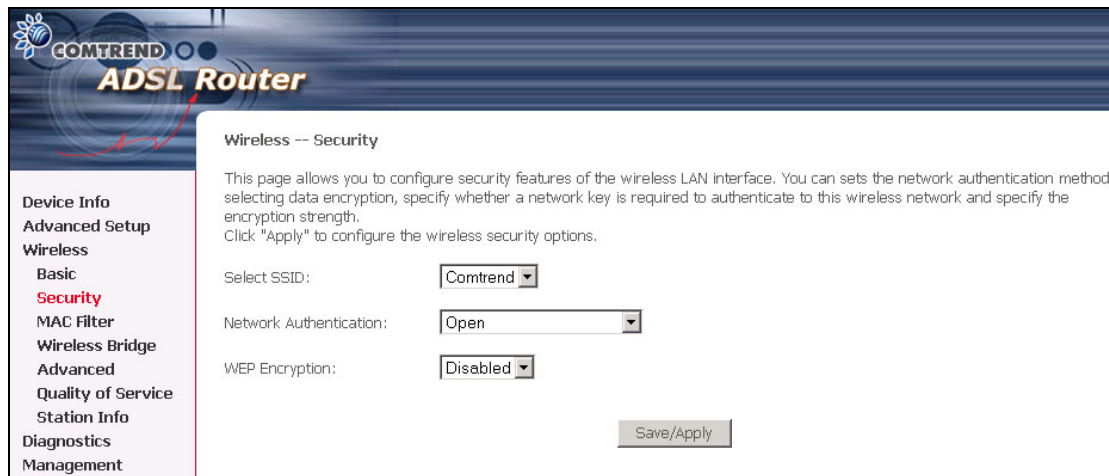 COMTREND
ADSL Router
Device Info
Advanced Setup
Wireless
Basic
Security
MAC Filter
Wireless Bridge
Advanced
Quality of Service
Station Info
Diagnostics
Management
Wireless -- Security
This page allows you to configure security features of the wireless LAN interface. You can sets the network authentication method
selecting data encryption, specify whether a network key is required to authenticate to this wireless network and specify the
encryption strength.
Click "Apply" to configure the wireless security options.
Select SSID: Comtrend
Network Authentication: Open
WEP Encryption: Disabled
Save/Apply